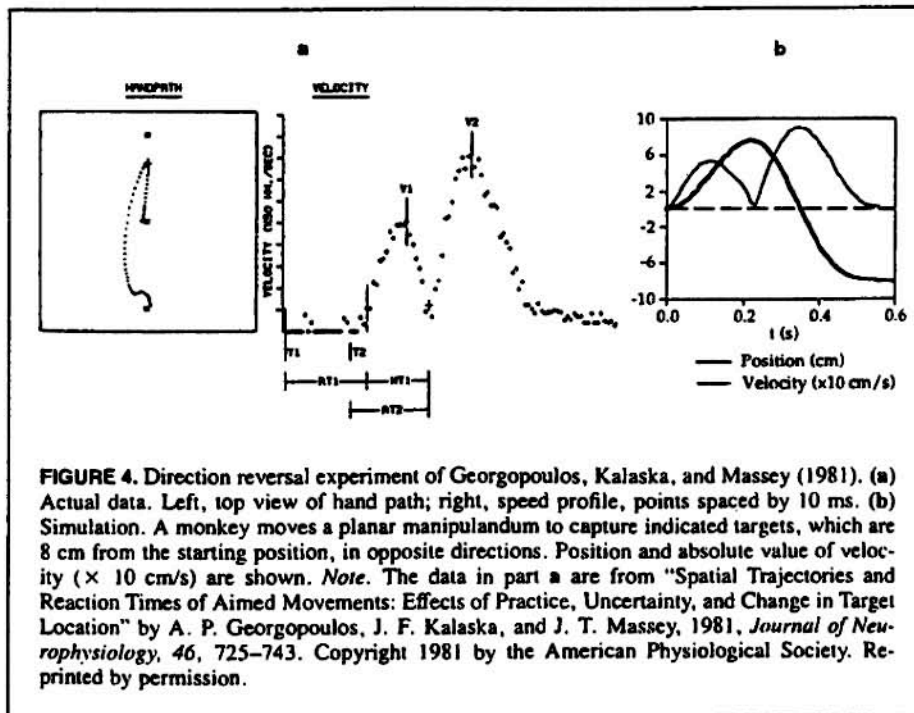 a
b
HANDPATH
VELOCITY
VELOCITY (X50 MM./SEC)
V1
V2
T1
T2
RT1
MT1
RT2
10
6
2
-2
-6
-10
0.0
0.2
0.4
0.6
t (s)
Position (cm)
Velocity (x10 cm/s)
FIGURE 4. Direction reversal experiment of Georgopoulos, Kalaska, and Massey (1981). (a)
Actual data. Left, top view of hand path; right, speed profile, points spaced by 10 ms. (b)
Simulation. A monkey moves a planar manipulandum to capture indicated targets, which are
8 cm from the starting position, in opposite directions. Position and absolute value of veloc-
ity (× 10 cm/s) are shown. Note. The data in part a are from "Spatial Trajectories and
Reaction Times of Aimed Movements: Effects of Practice, Uncertainty, and Change in Target
Location" by A. P. Georgopoulos, J. F. Kalaska, and J. T. Massey, 1981, Journal of Neu-
rophysiology, 46, 725–743. Copyright 1981 by the American Physiological Society. Re-
printed by permission.